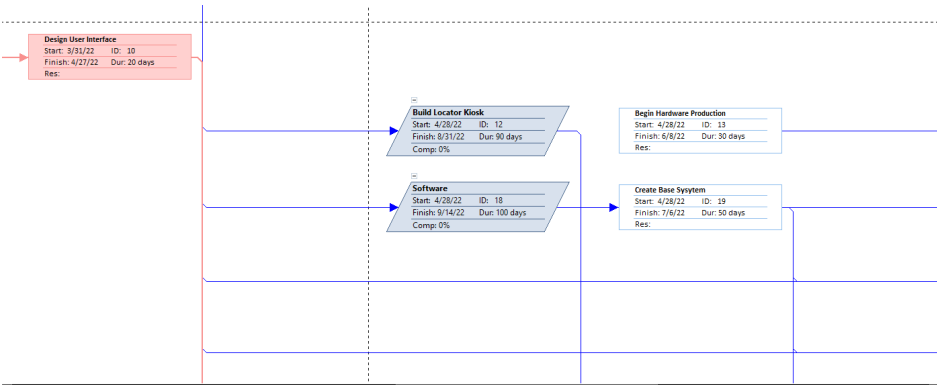 Design User Interface
Start: 3/31/22 ID: 10
Finish: 4/27/22 Dur: 20 days
Res:
Build Locator Kiosk
Start: 4/28/22 ID: 12
Finish: 8/31/22 Dur: 90 days
Comp: 0%
Begin Hardware Production
Start: 4/28/22 ID: 13
Finish: 6/8/22 Dur: 30 days
Res:
Software
Start: 4/28/22 ID: 18
Finish: 9/14/22 Dur: 100 days
Comp: 0%
Create Base Sysytem
Start: 4/28/22 ID: 19
Finish: 7/6/22 Dur: 50 days
Res: